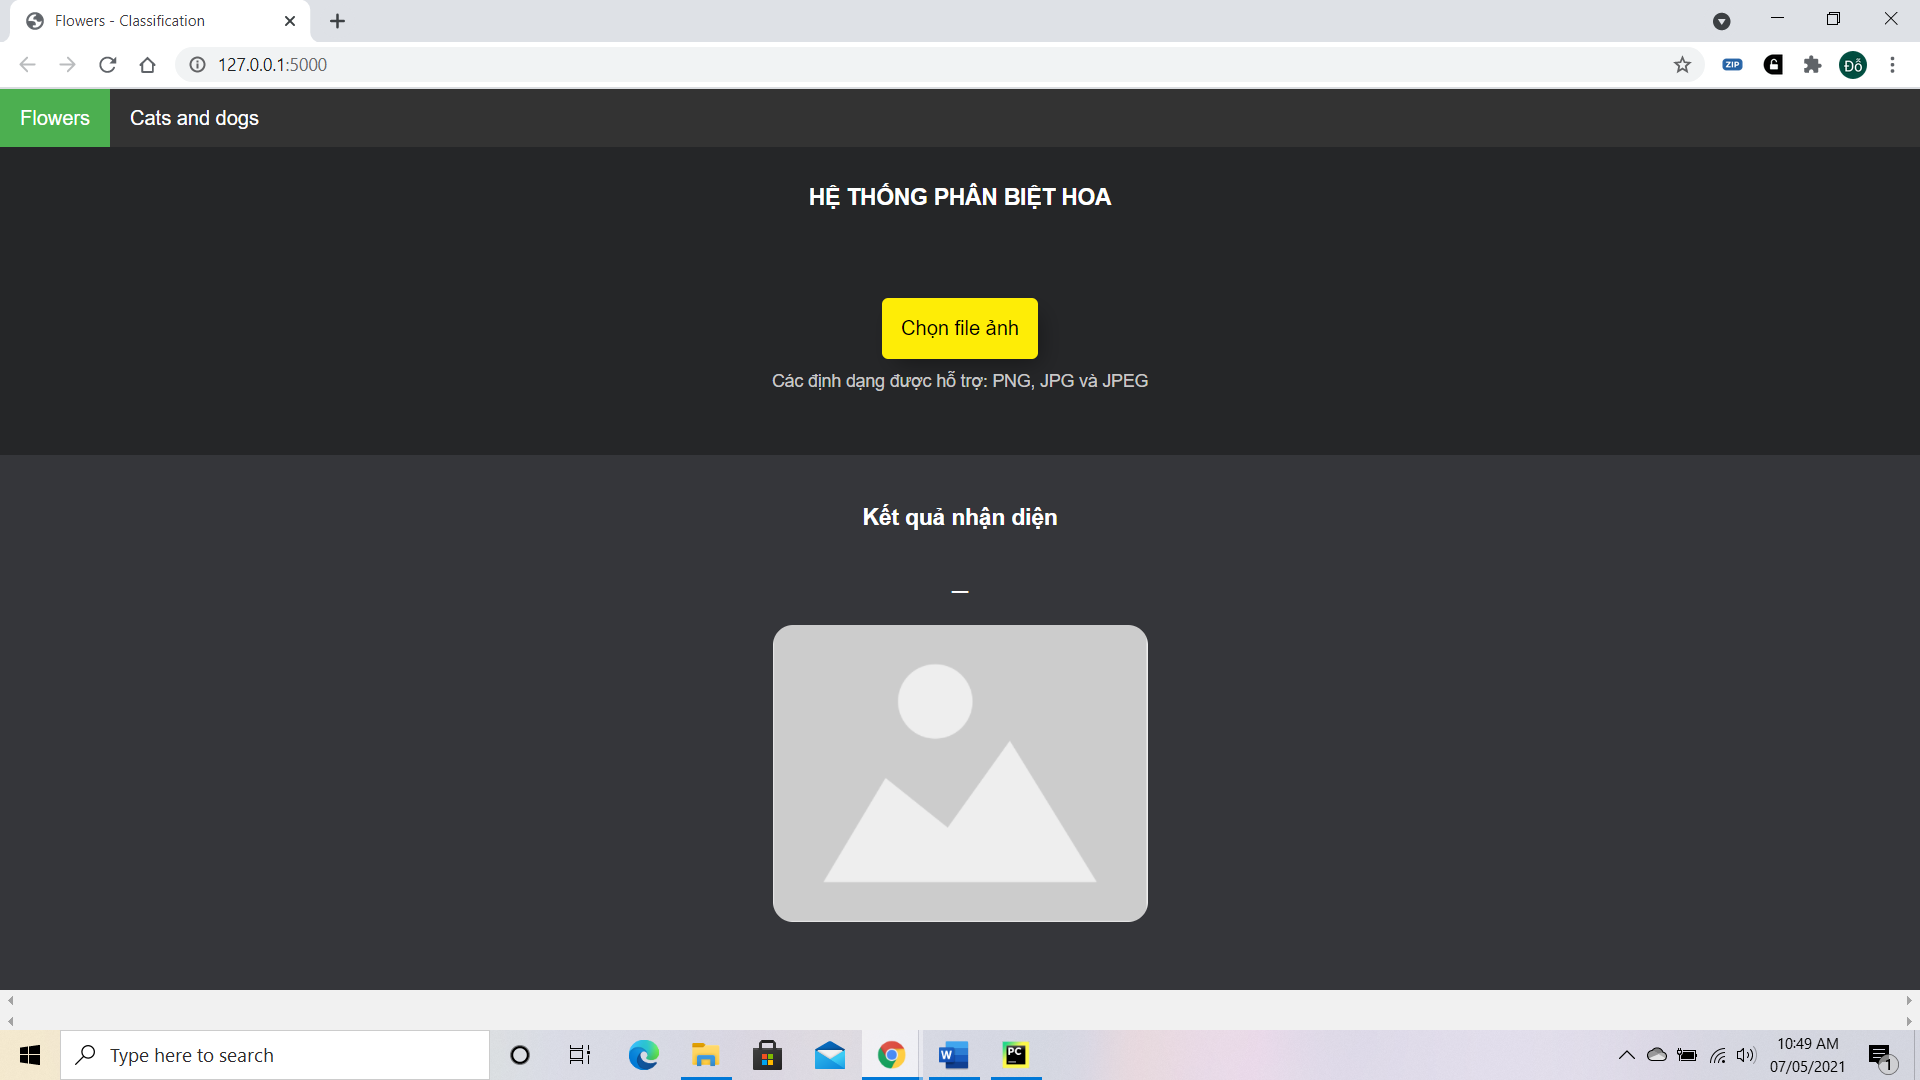 Flowers - Classification
127.0.0.1:5000
ZIP
Đỗ
Flowers
Cats and dogs
HỆ THỐNG PHÂN BIỆT HOA
Chọn file ảnh
Các định dạng được hỗ trợ: PNG, JPG và JPEG
Kết quả nhận diện
Type here to search
W
PC
10:49 AM
07/05/2021
1